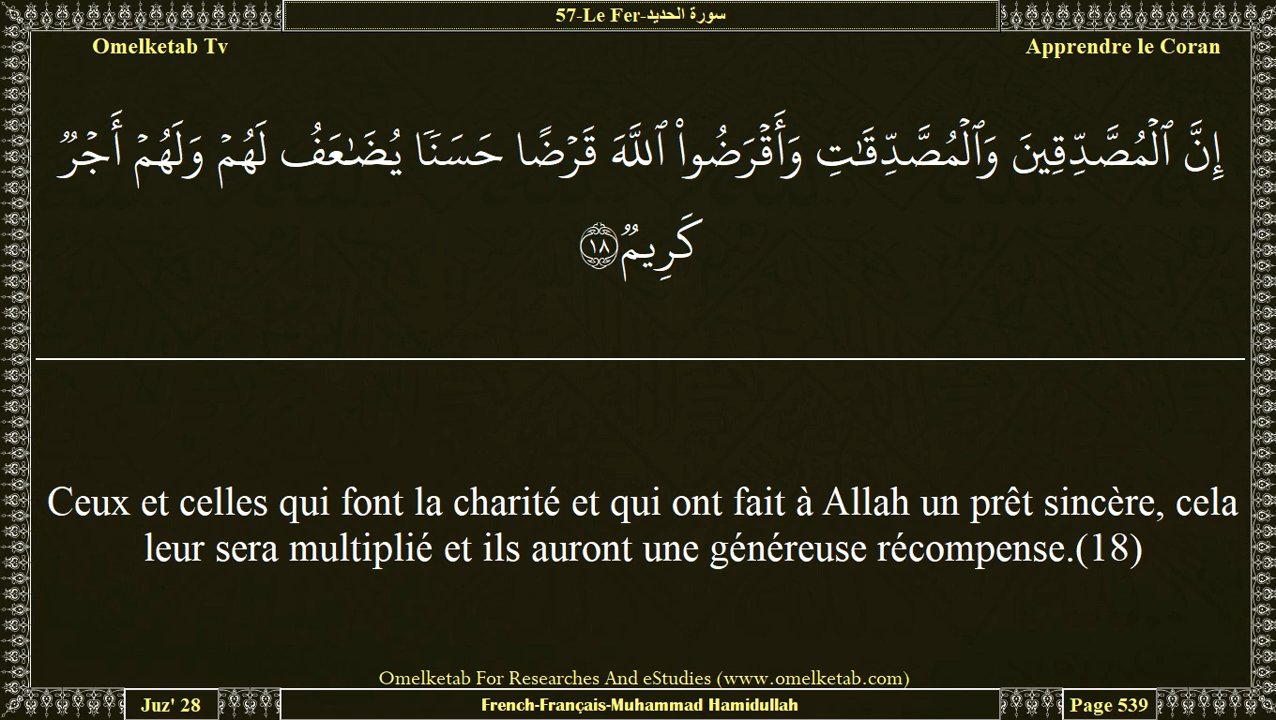 57-Le Fer-سورة الحديد
Omelketab Tv
Apprendre le Coran
إِنَّ ٱلْمُصَّدِّقِينَ وَٱلْمُصَّدِّقَٰتِ وَأَقْرَضُوا۟ ٱللَّهَ قَرْضًا حَسَنًا يُضَٰعَفُ لَهُمْ وَلَهُمْ أَجْرٌ
كَرِيمٌ ١٨
Ceux et celles qui font la charité et qui ont fait à Allah un prêt sincère, cela
leur sera multiplié et ils auront une généreuse récompense.(18)
Omelketab For Researches And eStudies (www.omelketab.com)
Juz' 28
French-Français-Muhammad Hamidullah
Page 539